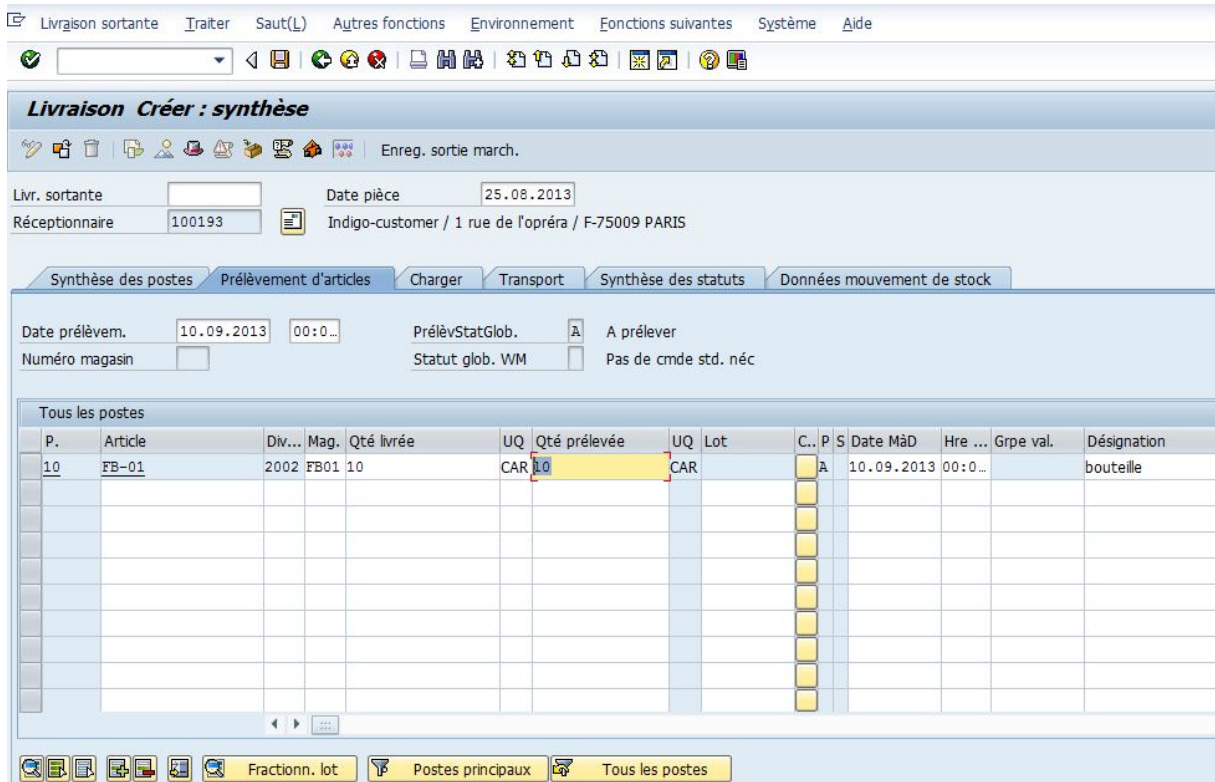 Livraison sortante Traiter Saut(L) Autres fonctions Environnement Fonctions suivantes Système Aide
Livraison Créer : synthèse
Enreg. sortie march.
Livr. sortante Date pièce 25.08.2013
Réceptionnaire 100193 Indigo-customer / 1 rue de l'opréra / F-75009 PARIS
Synthèse des postes Prélèvement d'articles Charger Transport Synthèse des statuts Données mouvement de stock
Date prélèvem. 10.09.2013 00:0... PrélèvStatGlob. A A prélever
Numéro magasin Statut glob. WM Pas de cmde std. néc
Tous les postes
P. Article Div... Mag. Qté livrée UQ Qté prélevée UQ Lot C.. P S Date MàD Hre ... Grpe val. Désignation
10 FB-01 2002 FB01 10 CAR 10 CAR A 10.09.2013 00:0... bouteille
Fractionn. lot Postes principaux Tous les postes